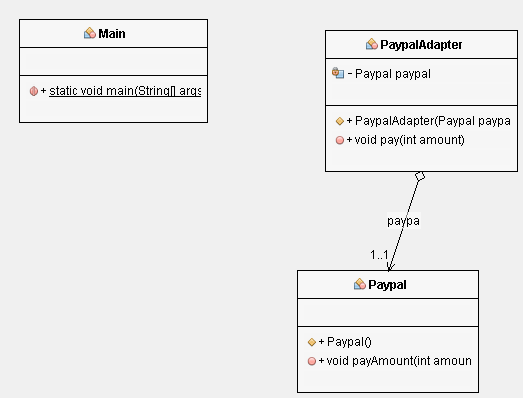 Main
+ static void main(String[] args
PaypalAdapter
- Paypal paypal
+ PaypalAdapter(Paypal paypa
+ void pay(int amount)
paypa
1..1
Paypal
+ Paypal()
+ void payAmount(int amoun